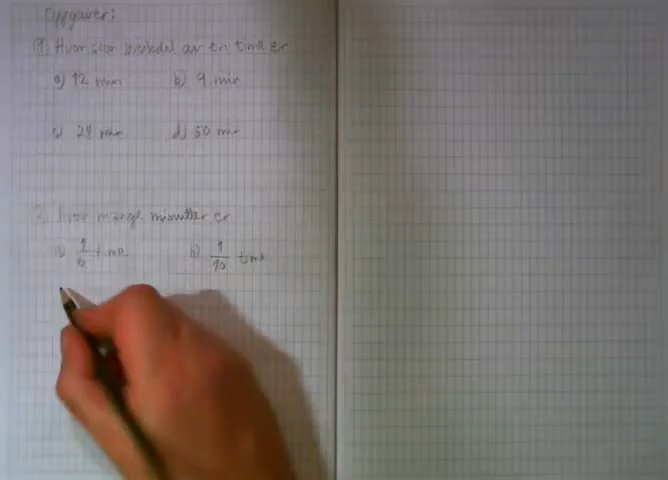 Oppgaver:
1. Hvor stor brøkdel av en time er
a) 12 min b) 9 min
c) 24 min d) 50 min
2. Hvor mange minutter er
a) 1/6 time b) 1/10 time